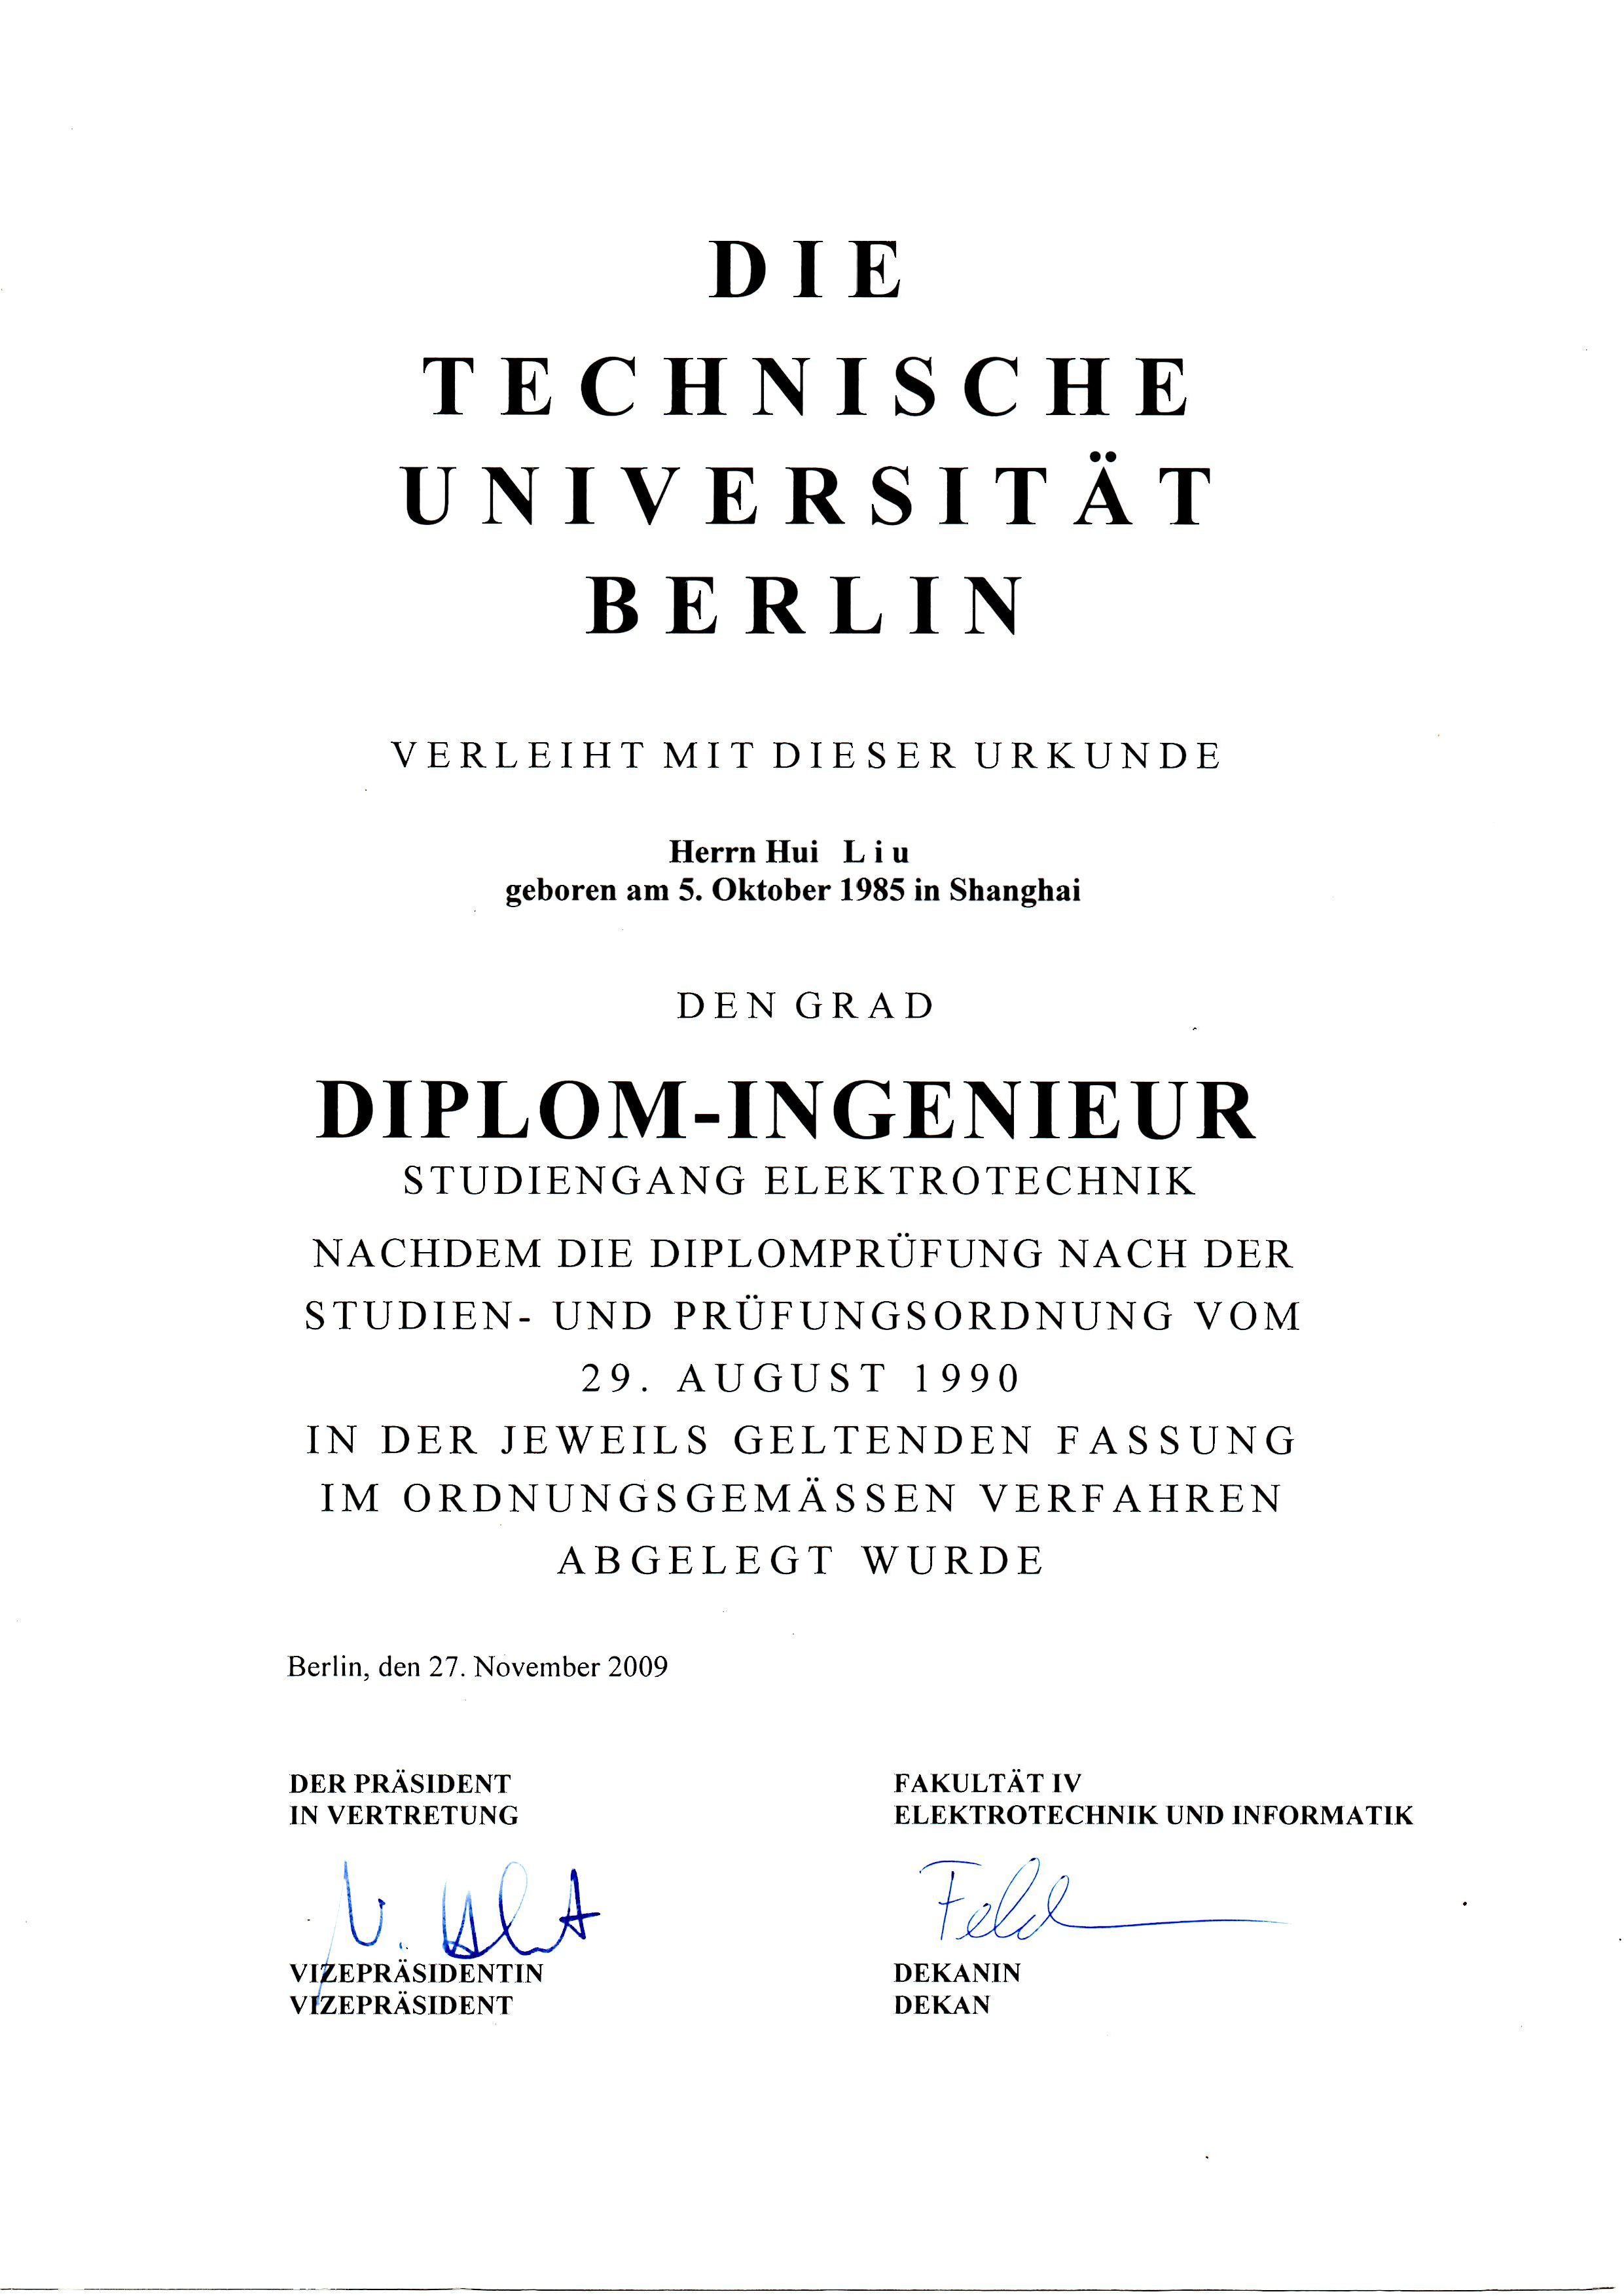 DIE
TECHNISCHE
UNIVERSITÄT
BERLIN
VERLEIHT MIT DIESER URKUNDE
Herrn Hui Liu
geboren am 5. Oktober 1985 in Shanghai
DEN GRAD
DIPLOM-INGENIEUR
STUDIENGANG ELEKTROTECHNIK
NACHDEM DIE DIPLOMPRÜFUNG NACH DER
STUDIEN- UND PRÜFUNGSORDNUNG VOM
29. AUGUST 1990
IN DER JEWEILS GELTENDEN FASSUNG
IM ORDNUNGSGEMÄSSEN VERFAHREN
ABGELEGT WURDE
Berlin, den 27. November 2009
DER PRÄSIDENT
IN VERTRETUNG
VIZEPRÄSIDENTIN
VIZEPRÄSIDENT
FAKULTÄT IV
ELEKTROTECHNIK UND INFORMATIK
DEKANIN
DEKAN